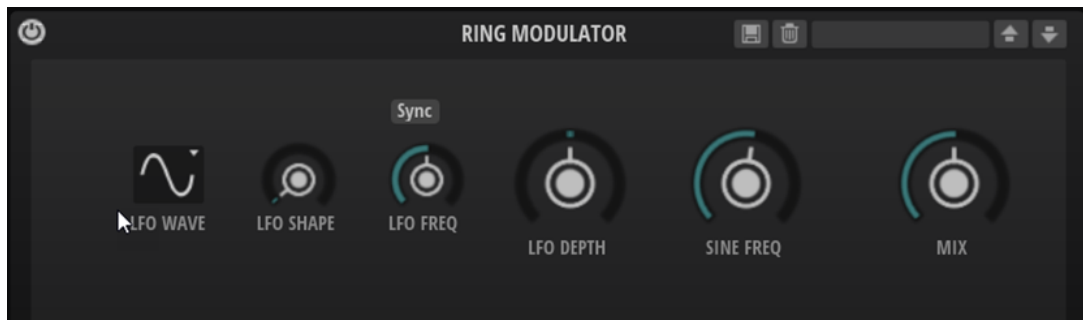 RING MODULATOR
Sync
LFO WAVE
LFO SHAPE
LFO FREQ
LFO DEPTH
SINE FREQ
MIX